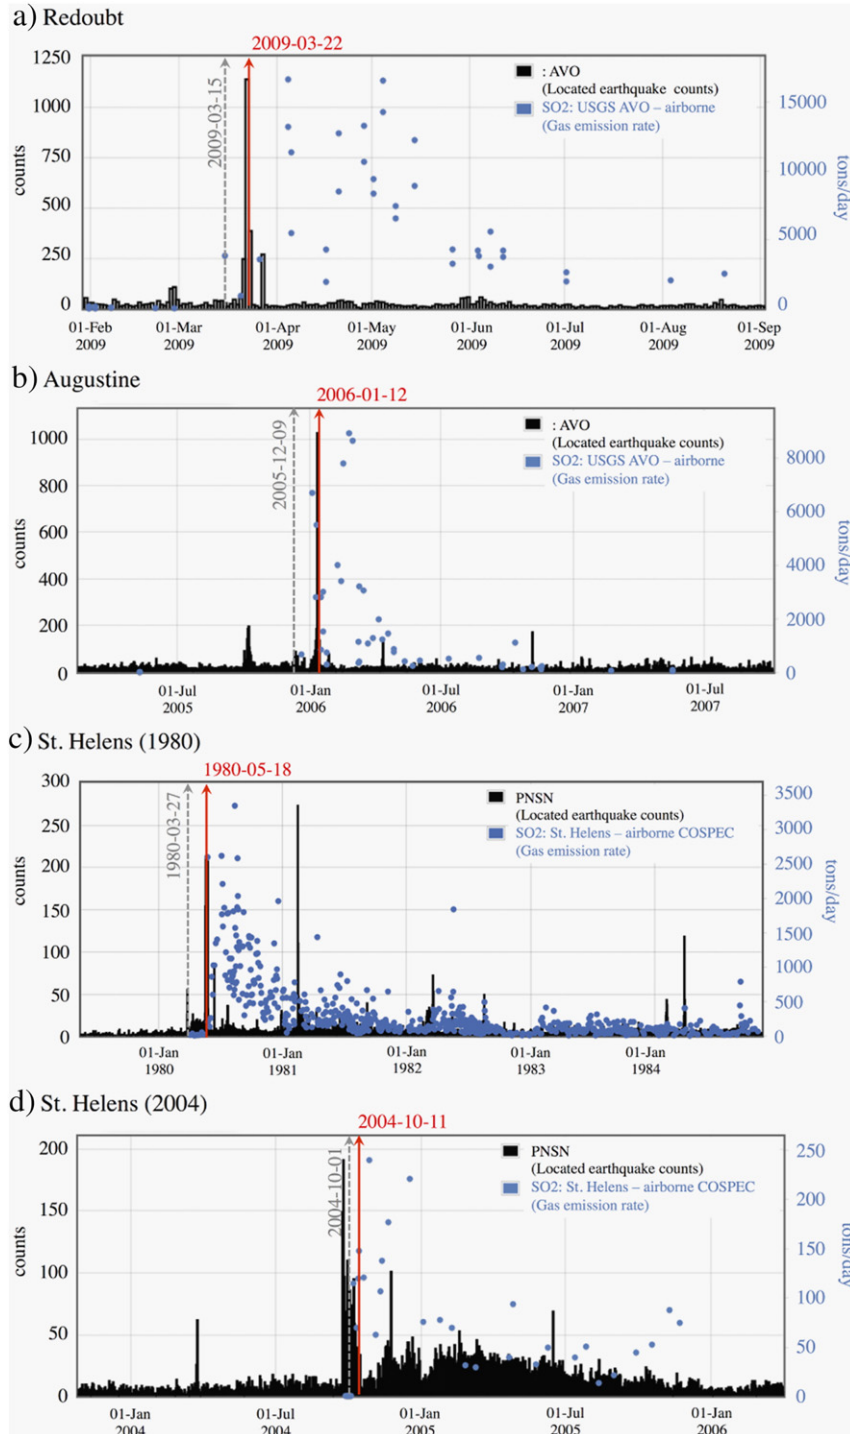 a) Redoubt
2009-03-22
1250
1000
750
500
250
0
counts
2009-03-15
: AVO
(Located earthquake counts)
SO2: USGS AVO – airborne
(Gas emission rate)
15000
10000
5000
0
tons/day
01-Feb 2009
01-Mar 2009
01-Apr 2009
01-May 2009
01-Jun 2009
01-Jul 2009
01-Aug 2009
01-Sep 2009
b) Augustine
2006-01-12
1000
800
600
400
200
0
counts
2005-12-09
: AVO
(Located earthquake counts)
SO2: USGS AVO – airborne
(Gas emission rate)
8000
6000
4000
2000
0
tons/day
01-Jul 2005
01-Jan 2006
01-Jul 2006
01-Jan 2007
01-Jul 2007
c) St. Helens (1980)
1980-05-18
300
250
200
150
100
50
0
counts
1980-03-27
PNSN
(Located earthquake counts)
SO2: St. Helens – airborne COSPEC
(Gas emission rate)
3500
3000
2500
2000
1500
1000
500
0
tons/day
01-Jan 1980
01-Jan 1981
01-Jan 1982
01-Jan 1983
01-Jan 1984
d) St. Helens (2004)
2004-10-11
200
150
100
50
0
counts
2004-10-01
PNSN
(Located earthquake counts)
SO2: St. Helens – airborne COSPEC
(Gas emission rate)
250
200
150
100
50
0
tons/day
01-Jan 2004
01-Jul 2004
01-Jan 2005
01-Jul 2005
01-Jan 2006